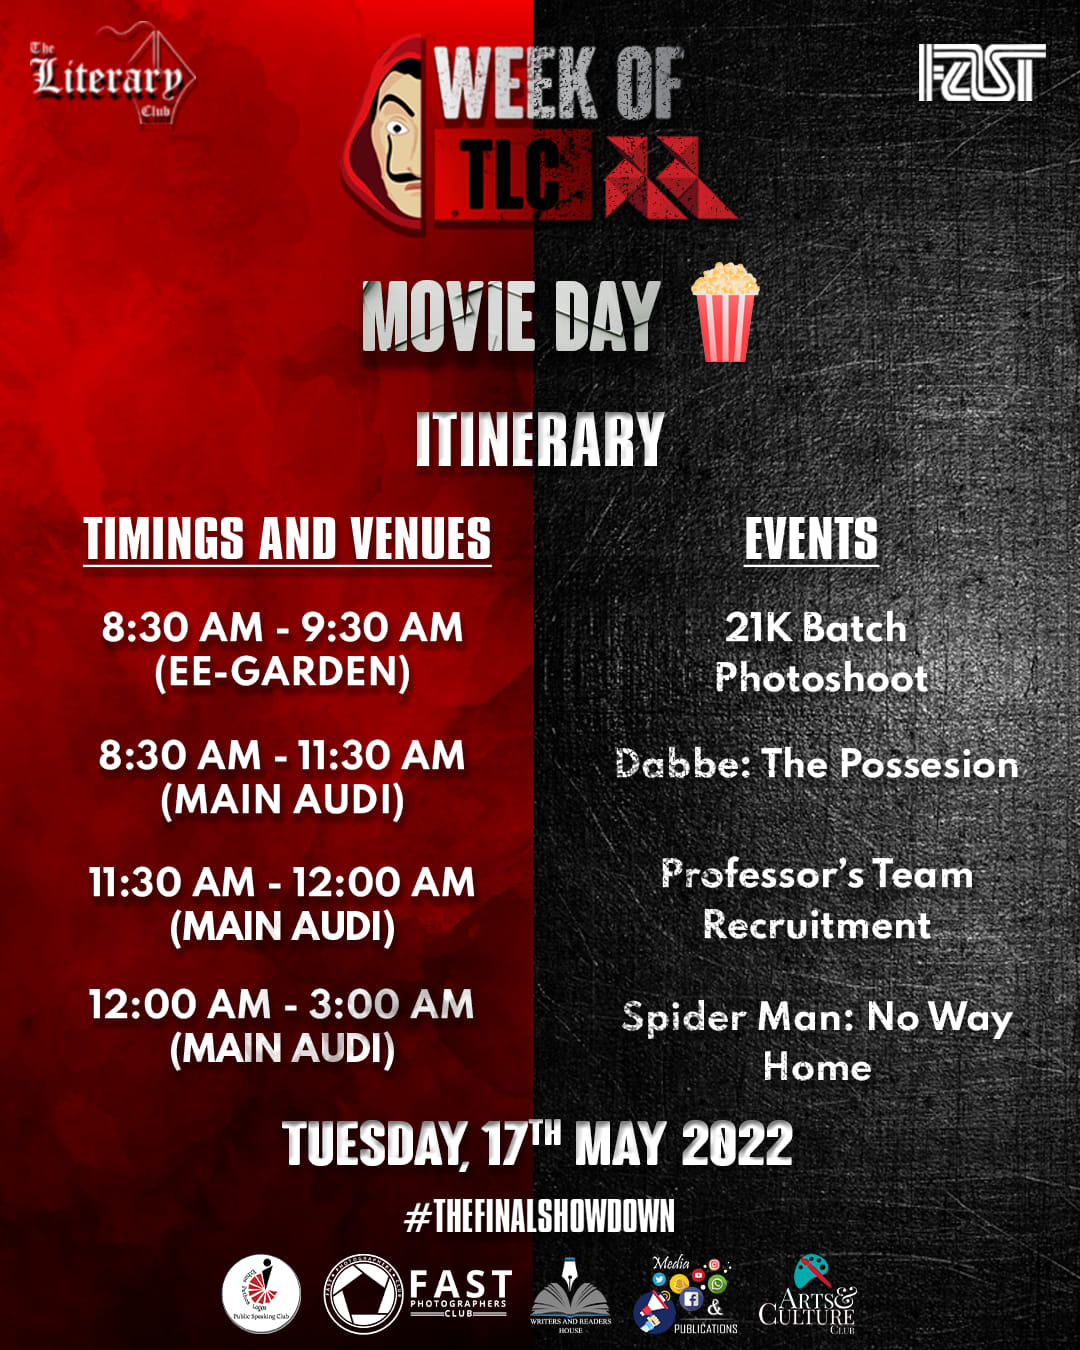 The
Literary
Club
WEEK OF
TLC
FAST
MOVIE DAY
ITINERARY
TIMINGS AND VENUES
EVENTS
8:30 AM - 9:30 AM
(EE-GARDEN)
21K Batch
Photoshoot
8:30 AM - 11:30 AM
(MAIN AUDI)
Dabbe: The Possesion
11:30 AM - 12:00 AM
(MAIN AUDI)
Professor's Team
Recruitment
12:00 AM - 3:00 AM
(MAIN AUDI)
Spider Man: No Way
Home
TUESDAY, 17TH MAY 2022
#THEFINALSHOWDOWN
Ethos Pathos
Logos
Public Speaking Club
FAST
PHOTOGRAPHERS
CLUB
WRITERS AND READERS
HOUSE
Media
&
PUBLICATIONS
ARTS&
CULTURE
CLUB